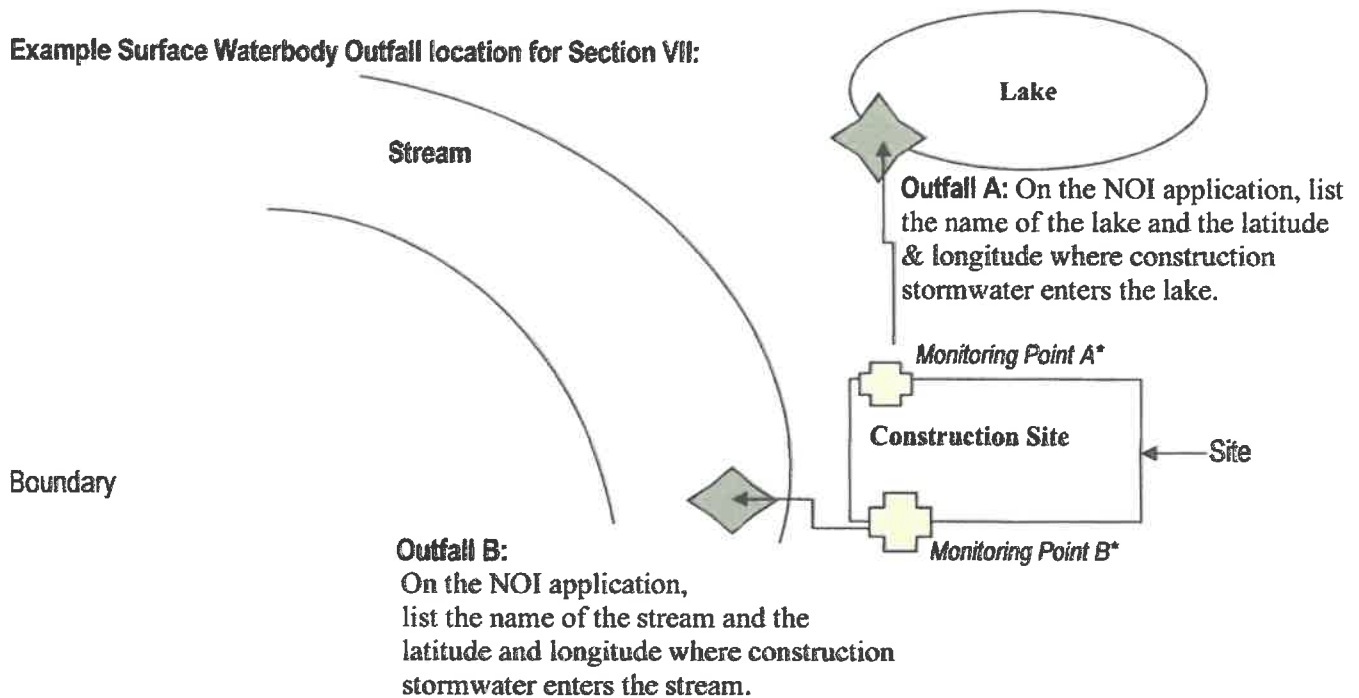 Example Surface Waterbody Outfall location for Section VII:
Lake
Stream
Outfall A: On the NOI application, list
the name of the lake and the latitude
& longitude where construction
stormwater enters the lake.
Monitoring Point A*
Construction Site
Site
Boundary
Monitoring Point B*
Outfall B:
On the NOI application,
list the name of the stream and the
latitude and longitude where construction
stormwater enters the stream.